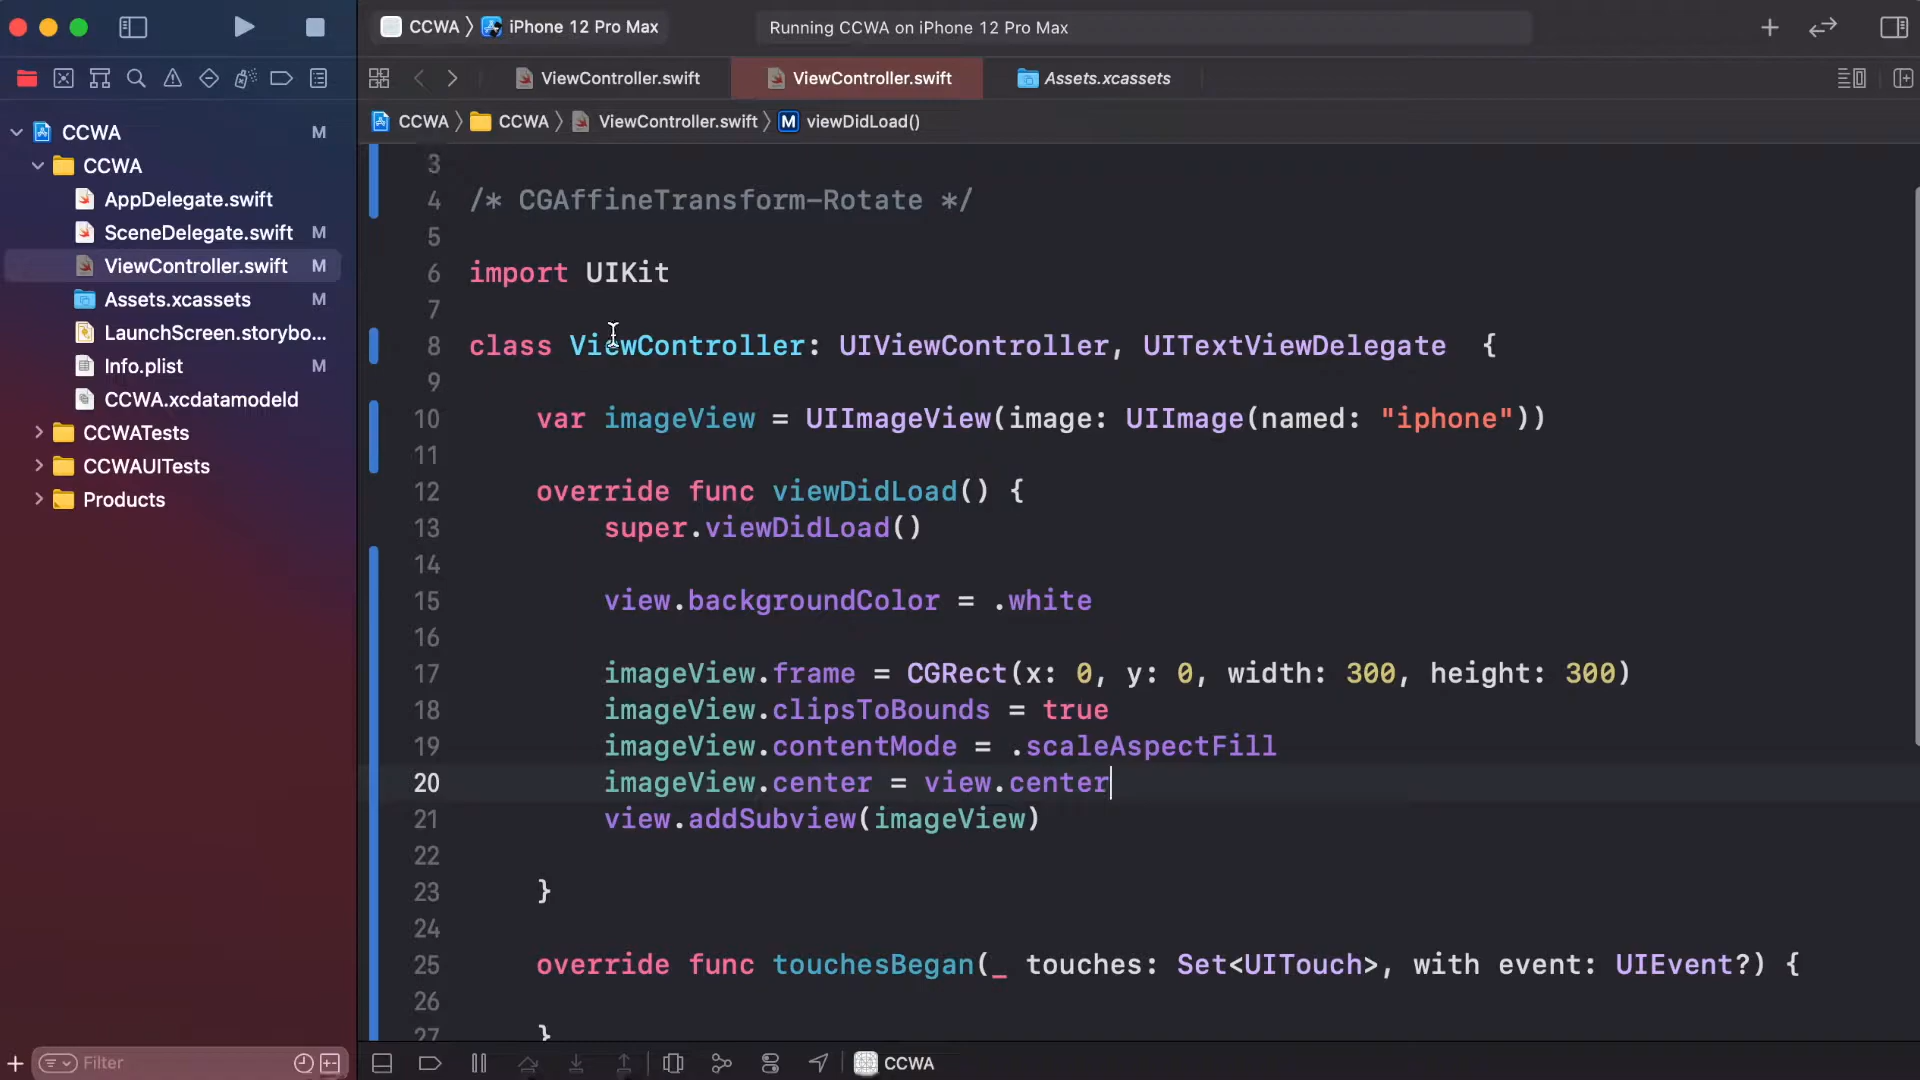 CCWA 〉 iPhone 12 Pro Max
Running CCWA on iPhone 12 Pro Max
ViewController.swift
ViewController.swift
Assets.xcassets
CCWA 〉 CCWA 〉 ViewController.swift 〉 M viewDidLoad()
CCWA M
CCWA
AppDelegate.swift
SceneDelegate.swift M
ViewController.swift M
Assets.xcassets M
LaunchScreen.storybo...
Info.plist M
CCWA.xcdatamodeld
CCWATests
CCWAUITests
Products
Filter
3
4 /* CGAffineTransform-Rotate */
5
6 import UIKit
7
8 class ViewController: UIViewController, UITextViewDelegate  {
9
10     var imageView = UIImageView(image: UIImage(named: "iphone"))
11
12     override func viewDidLoad() {
13         super.viewDidLoad()
14
15         view.backgroundColor = .white
16
17         imageView.frame = CGRect(x: 0, y: 0, width: 300, height: 300)
18         imageView.clipsToBounds = true
19         imageView.contentMode = .scaleAspectFill
20         imageView.center = view.center
21         view.addSubview(imageView)
22
23     }
24
25     override func touchesBegan(_ touches: Set<UITouch>, with event: UIEvent?) {
26
27     }
CCWA